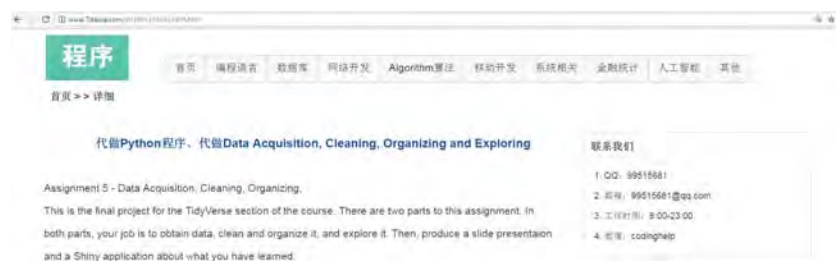 程序
首页 编程语言 数据库 网络开发 Algorithm算法 移动开发 系统相关 金融统计 人工智能 其他
首页 >> 详细
代做Python程序、代做Data Acquisition, Cleaning, Organizing and Exploring
Assignment 5 - Data Acquisition, Cleaning, Organizing,
This is the final project for the TidyVerse section of the course. There are two parts to this assignment. In
both parts, your job is to obtain data, clean and organize it, and explore it. Then, produce a slide presentaion
and a Shiny application about what you have learned.
联系我们
1. QQ: 99515681
2. 邮箱: 99515681@qq.com
3. 工作时间: 8:00-23:00
4. 微信: codinghelp